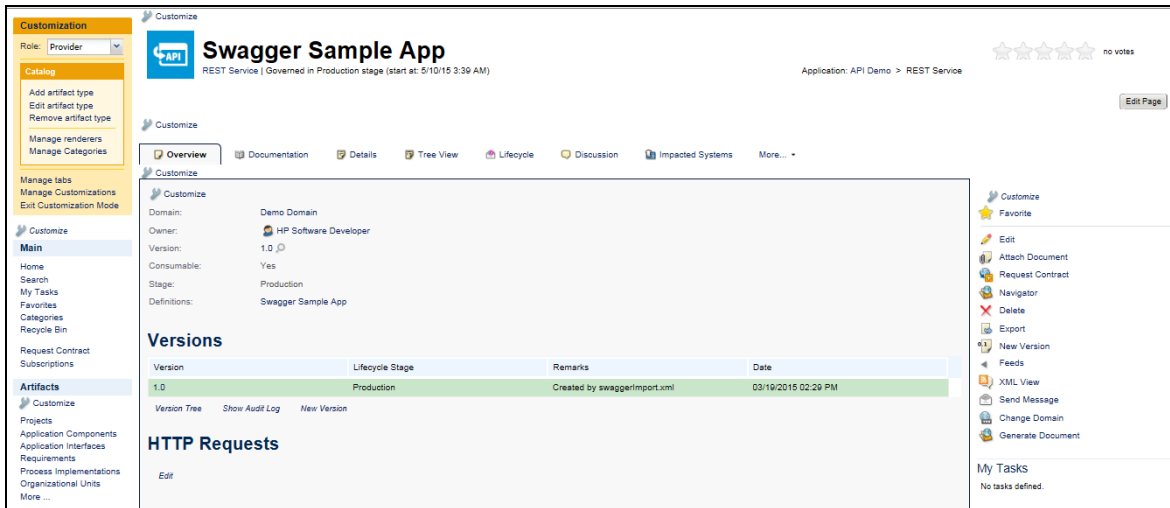 Customization
Role: Provider
Catalog
Add artifact type
Edit artifact type
Remove artifact type
Manage renderers
Manage Categories
Manage tabs
Manage Customizations
Exit Customization Mode
Customize
Main
Home
Search
My Tasks
Favorites
Categories
Recycle Bin
Request Contract
Subscriptions
Artifacts
Customize
Projects
Application Components
Application Interfaces
Requirements
Process Implementations
Organizational Units
More ...
Customize
API
Swagger Sample App
REST Service | Governed in Production stage (start at: 5/10/15 3:39 AM)
Application: API Demo > REST Service
no votes
Edit Page
Customize
Overview Documentation Details Tree View Lifecycle Discussion Impacted Systems More...
Customize
Customize
Domain: Demo Domain
Owner: HP Software Developer
Version: 1.0
Consumable: Yes
Stage: Production
Definitions: Swagger Sample App
Versions
Version Lifecycle Stage Remarks Date
1.0 Production Created by swaggerImport.xml 03/19/2015 02:29 PM
Version Tree Show Audit Log New Version
HTTP Requests
Edit
Customize
Favorite
Edit
Attach Document
Request Contract
Navigator
Delete
Export
New Version
Feeds
XML View
Send Message
Change Domain
Generate Document
My Tasks
No tasks defined.